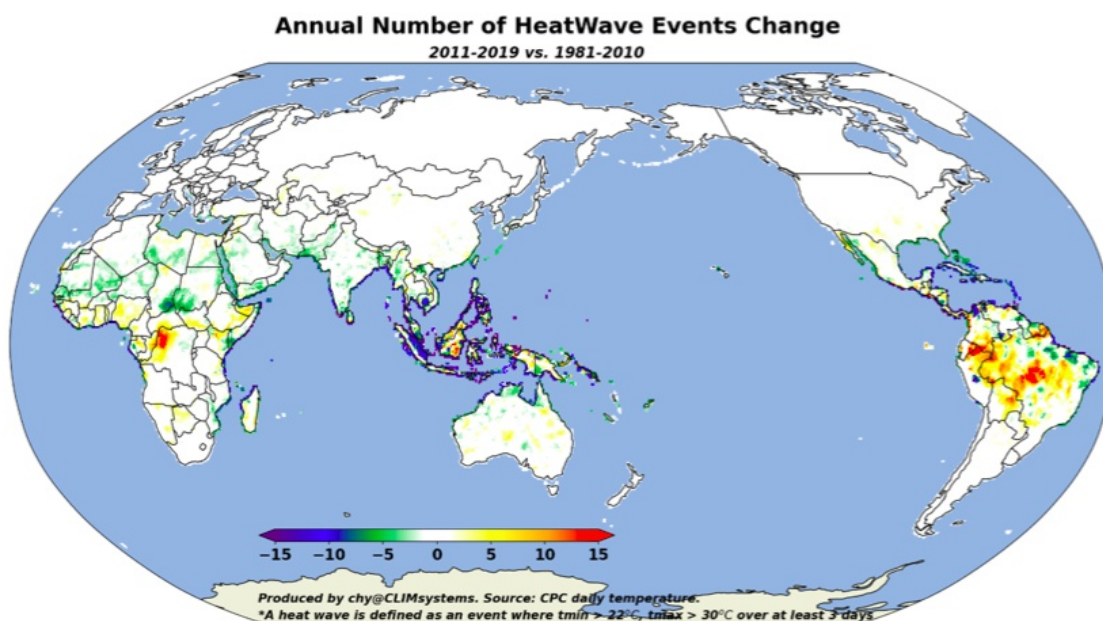 Annual Number of HeatWave Events Change
2011-2019 vs. 1981-2010
−15 −10 −5 0 5 10 15
Produced by chy@CLIMsystems. Source: CPC daily temperature.
*A heat wave is defined as an event where tmin > 22°C, tmax > 30°C over at least 3 days